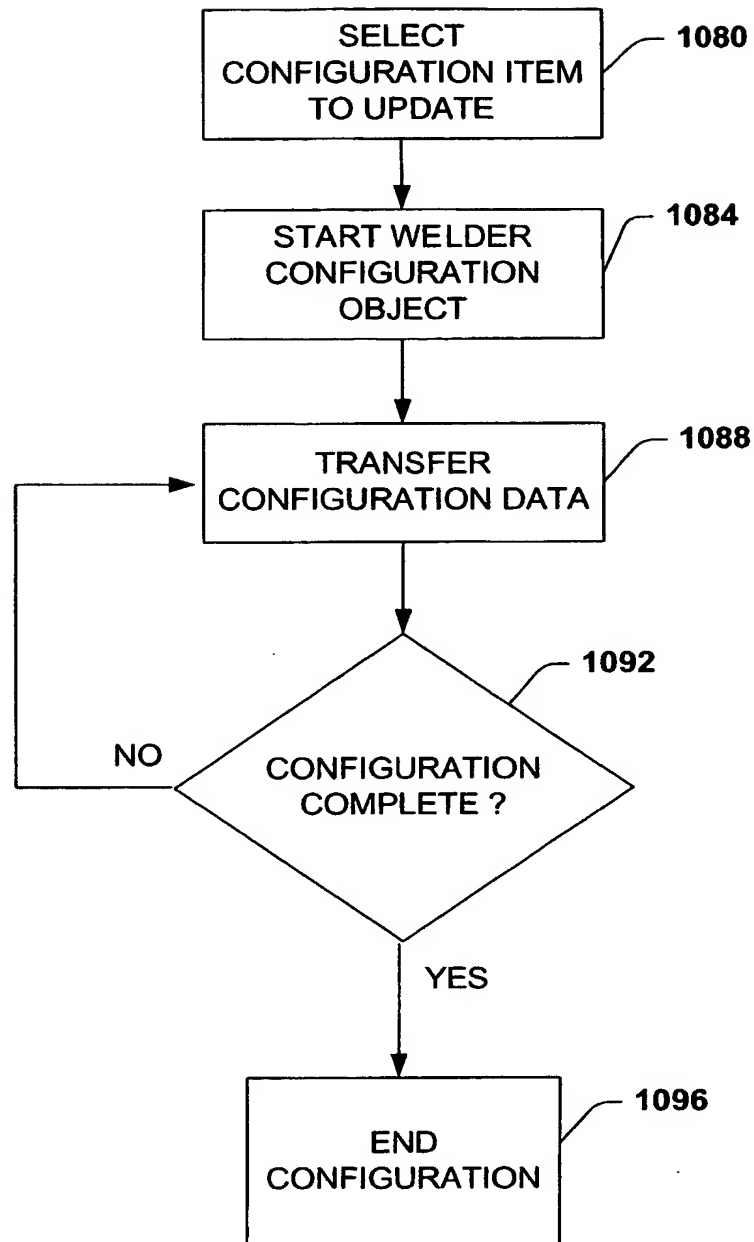 SELECT
CONFIGURATION ITEM
TO UPDATE
1080
START WELDER
CONFIGURATION
OBJECT
1084
TRANSFER
CONFIGURATION DATA
1088
1092
NO
CONFIGURATION
COMPLETE ?
YES
1096
END
CONFIGURATION